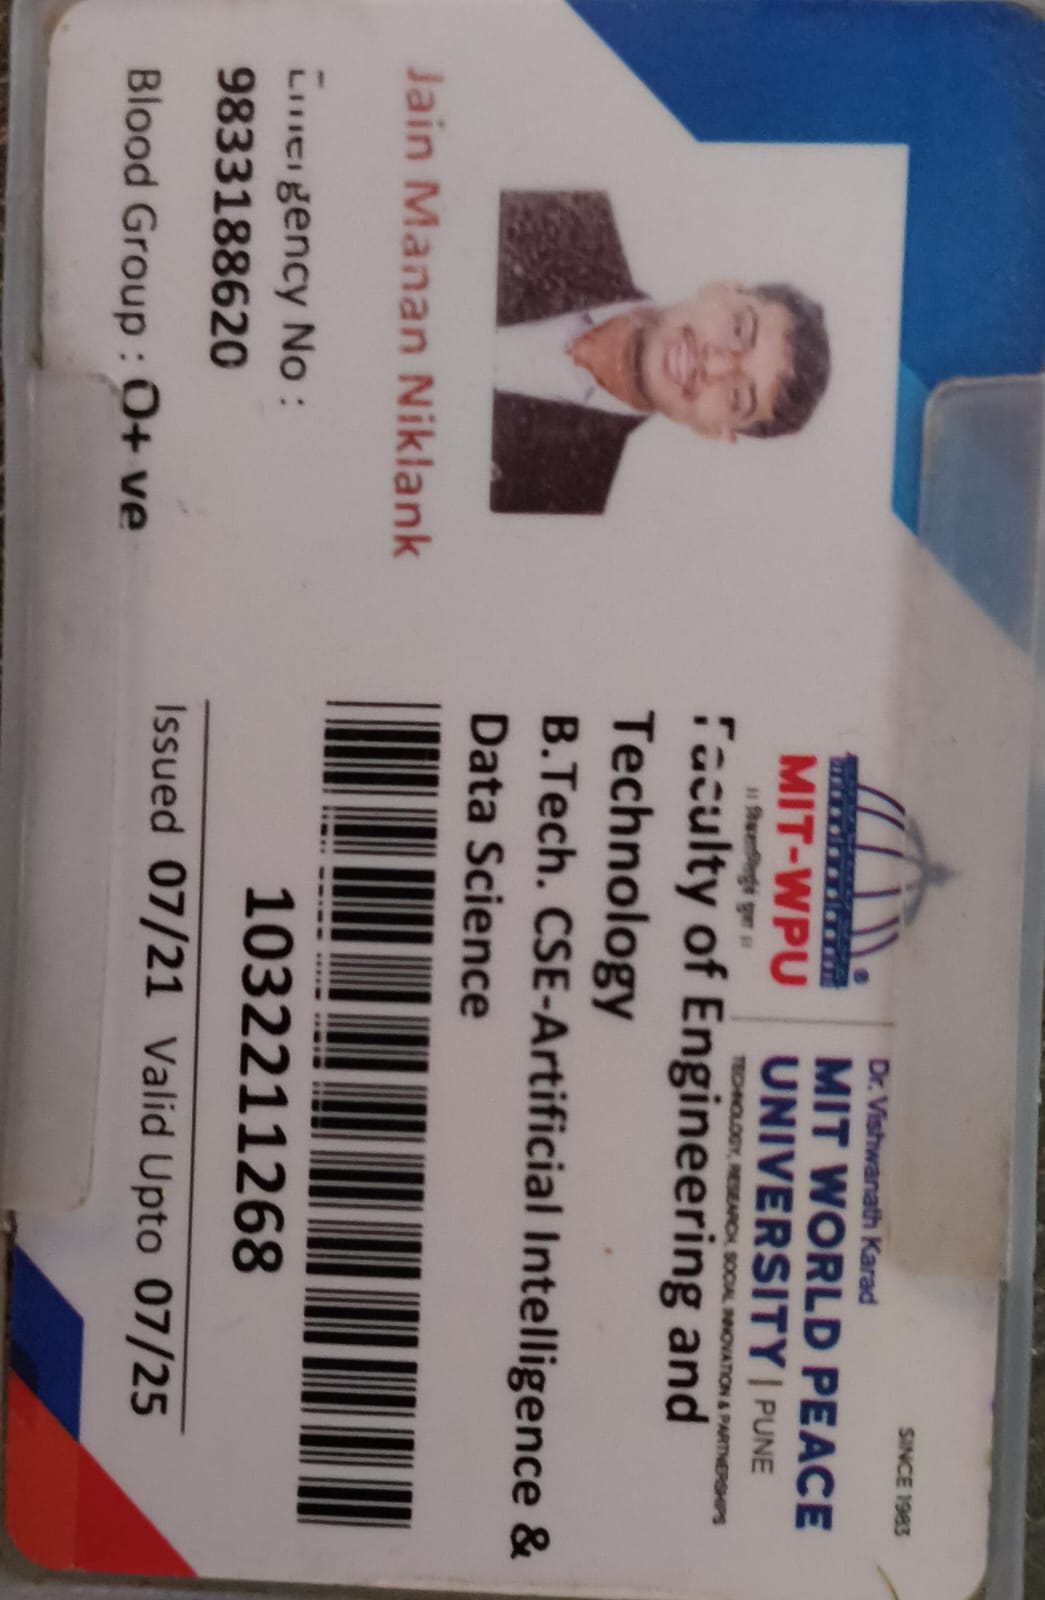 SINCE 1983
Dr. Vishwanath Karad
MIT WORLD PEACE
UNIVERSITY | PUNE
TECHNOLOGY, RESEARCH, SOCIAL INNOVATION & PARTNERSHIPS
MIT-WPU
Faculty of Engineering and
Technology
B.Tech. CSE-Artificial Intelligence &
Data Science
1032211268
Issued 07/21 Valid Upto 07/25
Jain Manan Niklank
Emergency No :
9833188620
Blood Group : O+ ve